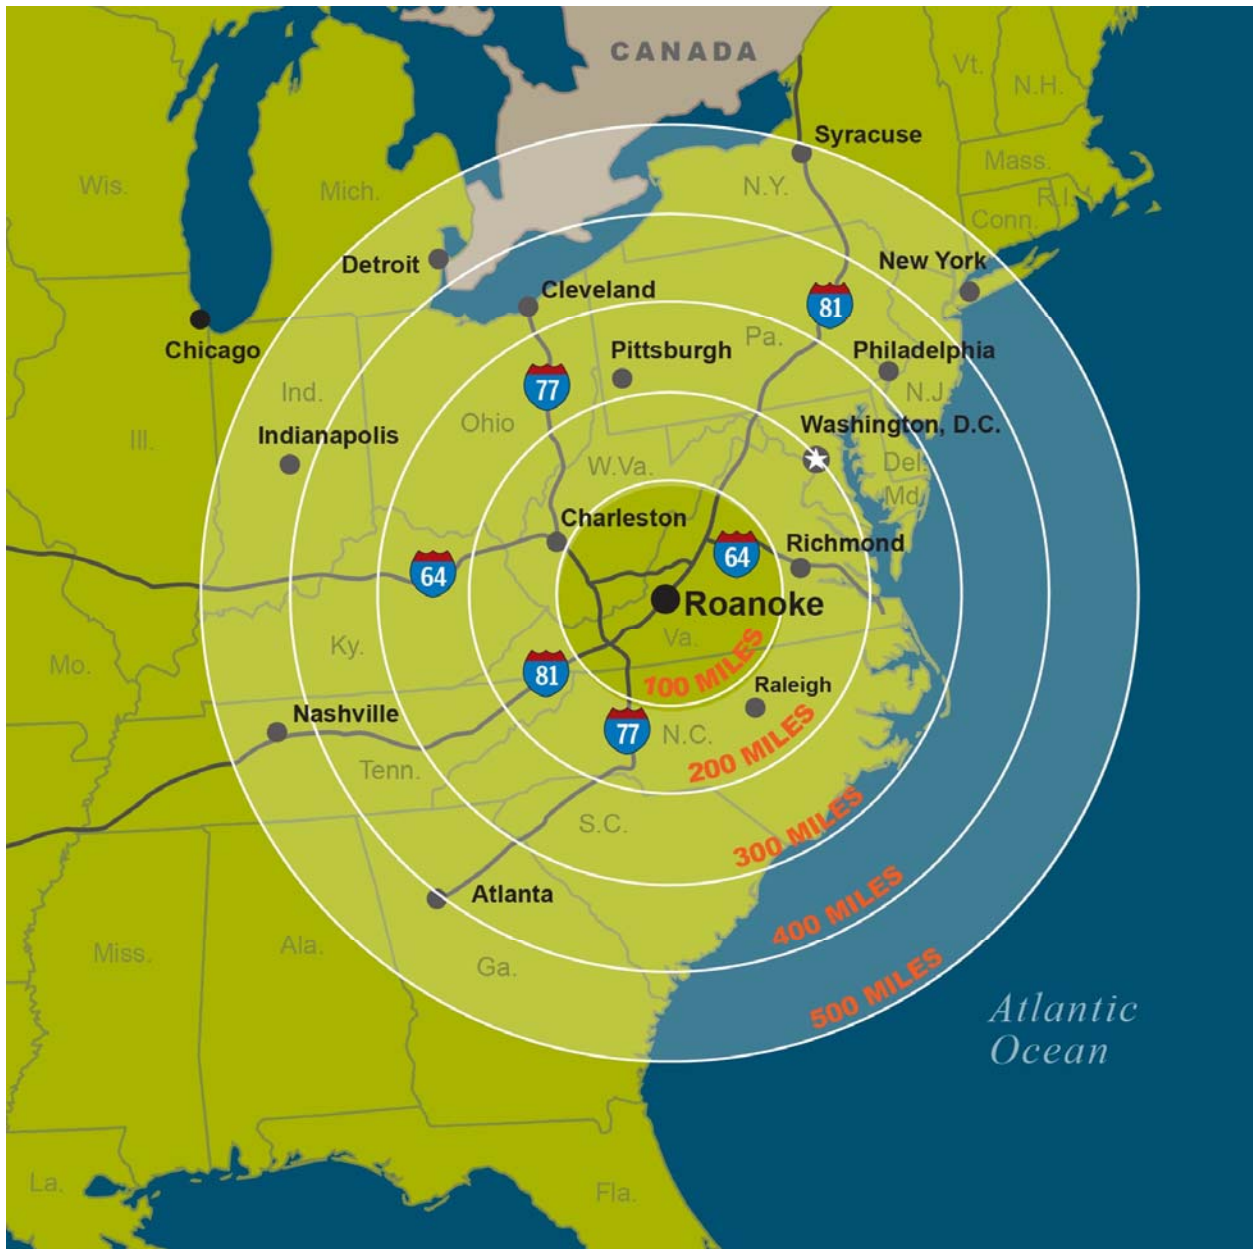 CANADA
Vt.
N.H.
Syracuse
Mass.
Wis.
Mich.
N.Y.
R.I.
Conn.
Detroit
New York
Cleveland
81
Chicago
Pittsburgh
Pa.
Philadelphia
77
Ind.
N.J.
Ohio
Washington, D.C.
Ill.
Indianapolis
W.Va.
Del.
Md.
Charleston
64
Richmond
64
Roanoke
Va.
Ky.
Mo.
81
100 MILES
Raleigh
Nashville
77
N.C.
200 MILES
Tenn.
S.C.
300 MILES
Atlanta
400 MILES
Miss.
Ala.
Ga.
500 MILES
Atlantic
Ocean
La.
Fla.